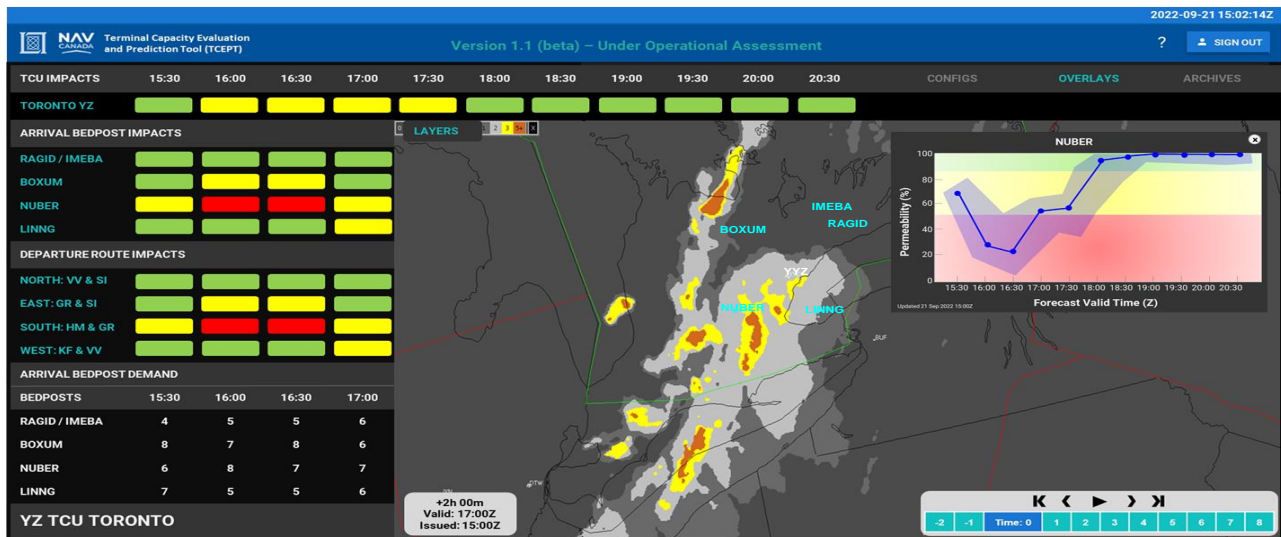 2022-09-21 15:02:14Z
NAV CANADA
Terminal Capacity Evaluation
and Prediction Tool (TCEPT)
Version 1.1 (beta) – Under Operational Assessment
? SIGN OUT
TCU IMPACTS 15:30 16:00 16:30 17:00 17:30 18:00 18:30 19:00 19:30 20:00 20:30 CONFIGS OVERLAYS ARCHIVES
TORONTO YZ
ARRIVAL BEDPOST IMPACTS
RAGID / IMEBA
BOXUM
NUBER
LINNG
DEPARTURE ROUTE IMPACTS
NORTH: VV & SI
EAST: GR & SI
SOUTH: HM & GR
WEST: KF & VV
ARRIVAL BEDPOST DEMAND
BEDPOSTS 15:30 16:00 16:30 17:00
RAGID / IMEBA 4 5 5 6
BOXUM 8 7 8 6
NUBER 6 8 7 7
LINNG 7 5 5 6
YZ TCU TORONTO
0 LAYERS 2 3 5+ X
IMEBA
RAGID
BOXUM
YYZ
NUBER
LINNG
BUF
DTW
+2h 00m
Valid: 17:00Z
Issued: 15:00Z
NUBER
Permeability (%)
100
80
60
40
20
0
15:30 16:00 16:30 17:00 17:30 18:00 18:30 19:00 19:30 20:00 20:30
Updated 21 Sep 2022 15:00Z
Forecast Valid Time (Z)
-2 -1 Time: 0 1 2 3 4 5 6 7 8